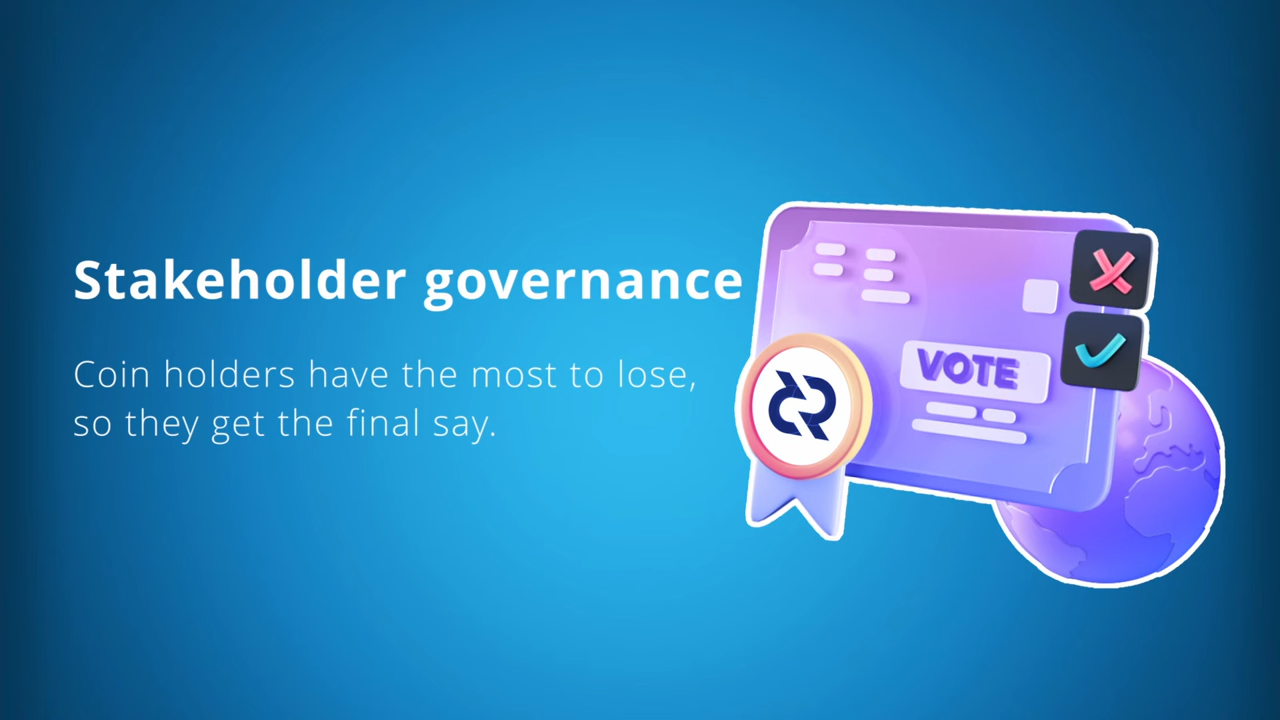 Stakeholder governance
Coin holders have the most to lose,
so they get the final say.
VOTE